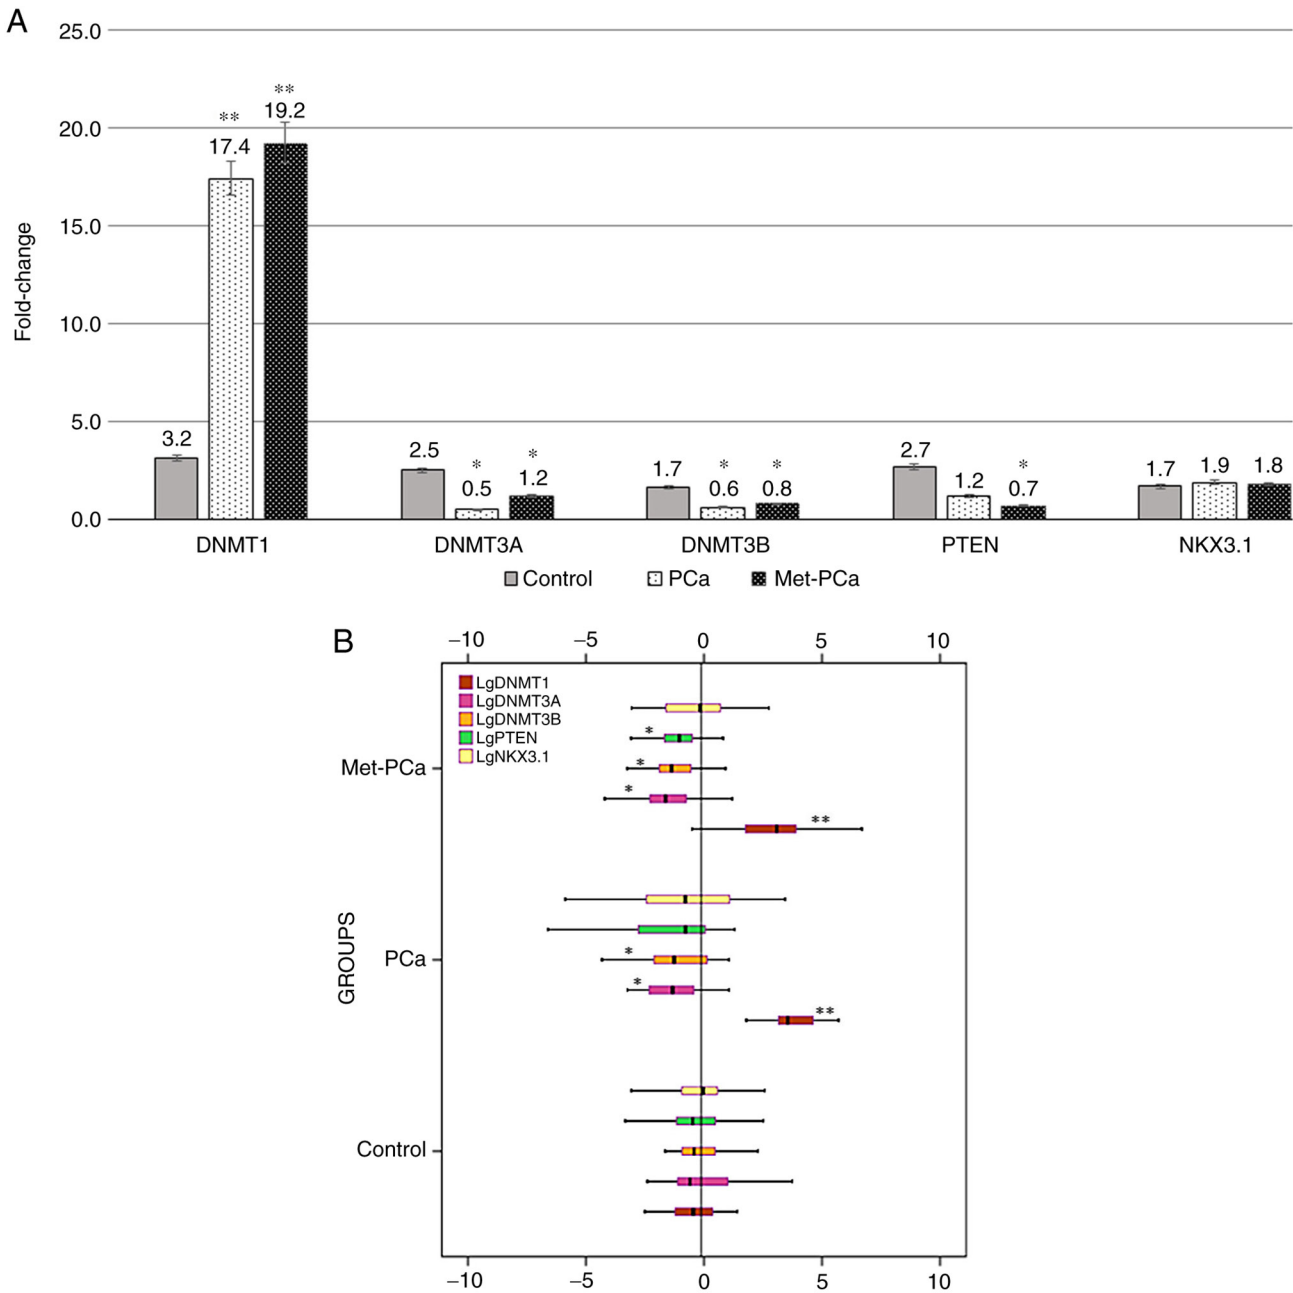 A
25.0
20.0
15.0
10.0
5.0
0.0
Fold-change
**
19.2
**
17.4
3.2
2.5
*
0.5
*
1.2
1.7
*
0.6
*
0.8
2.7
1.2
*
0.7
1.7
1.9
1.8
DNMT1 DNMT3A DNMT3B PTEN NKX3.1
Control PCa Met-PCa
B
−10 −5 0 5 10
LgDNMT1
LgDNMT3A
LgDNMT3B
LgPTEN
LgNKX3.1
*
*
*
**
Met-PCa
GROUPS
PCa
*
*
**
Control
−10 −5 0 5 10